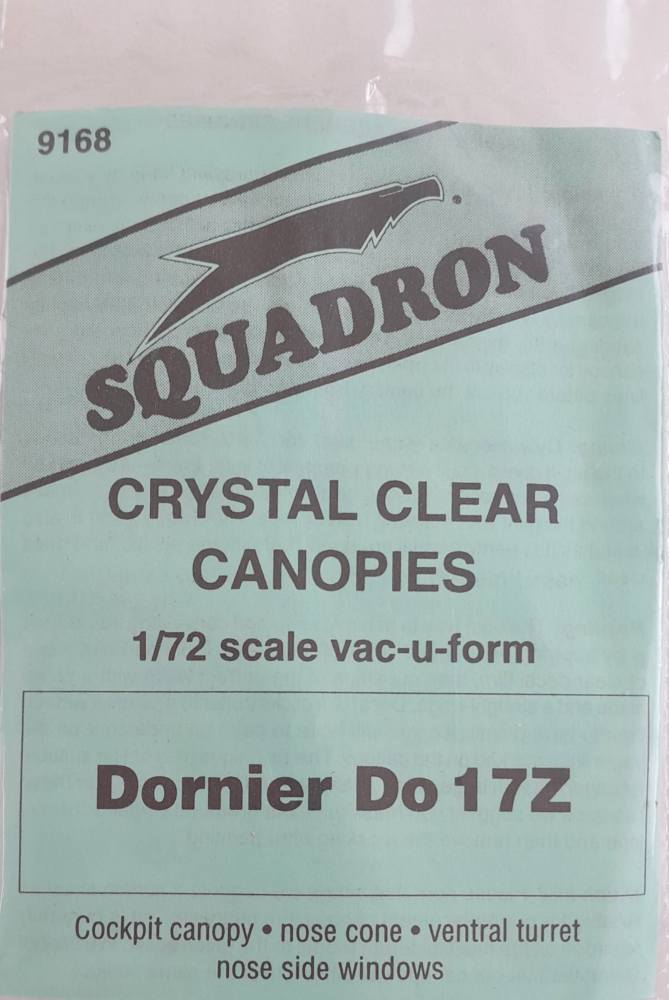 9168
SQUADRON
CRYSTAL CLEAR
CANOPIES
1/72 scale vac-u-form
Dornier Do 17Z
Cockpit canopy • nose cone • ventral turret
nose side windows